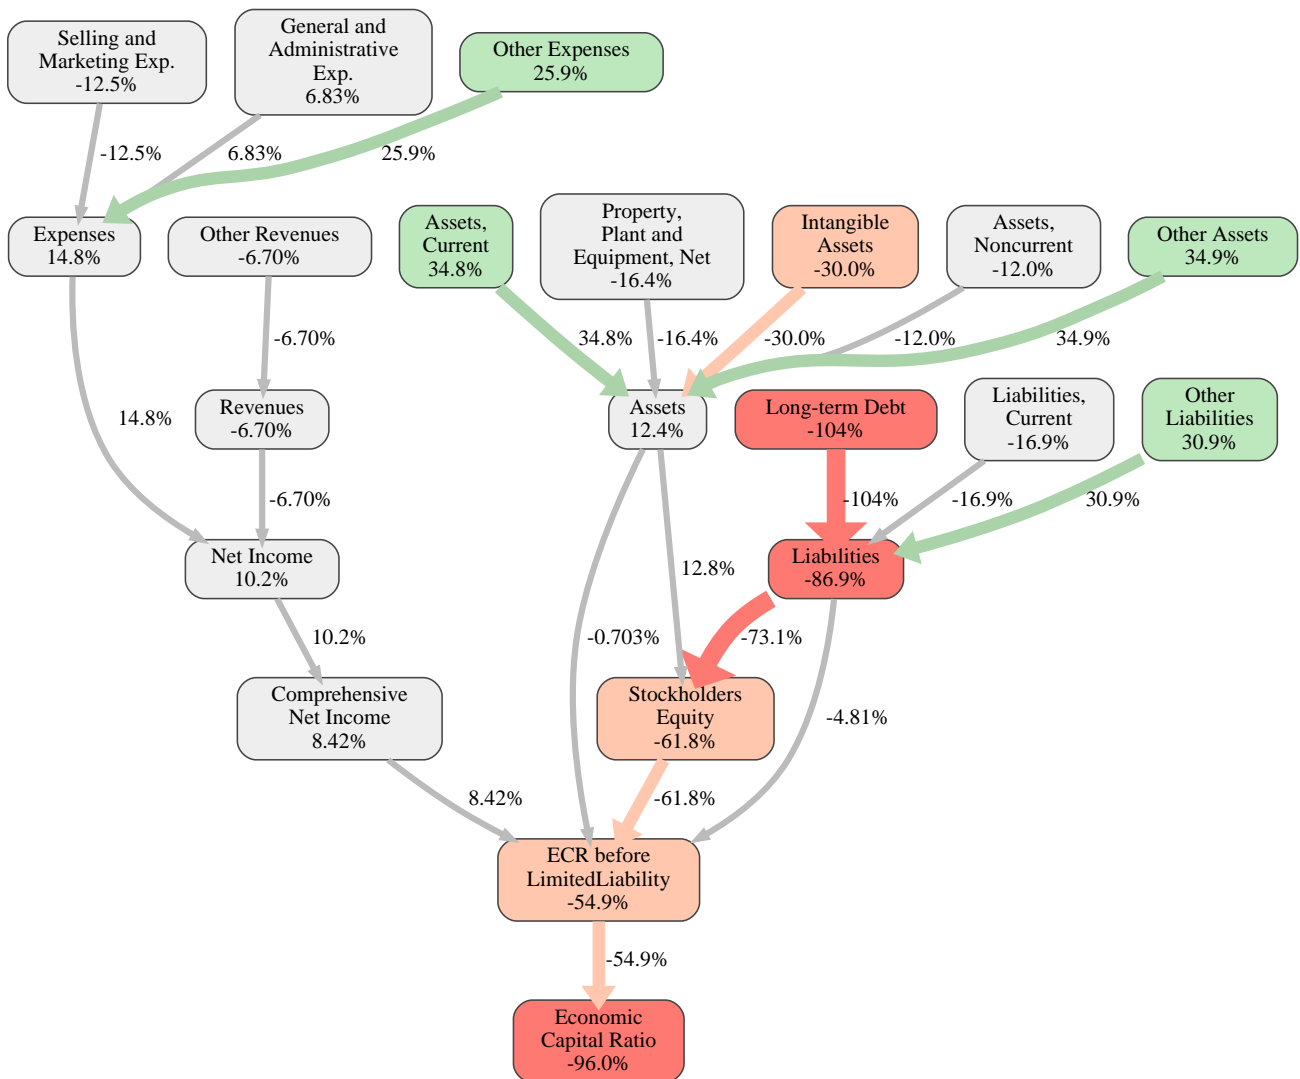 Selling and
Marketing Exp.
-12.5%
General and
Administrative
Exp.
6.83%
Other Expenses
25.9%
-12.5%
6.83%
25.9%
Expenses
14.8%
Other Revenues
-6.70%
Assets,
Current
34.8%
Property,
Plant and
Equipment, Net
-16.4%
Intangible
Assets
-30.0%
Assets,
Noncurrent
-12.0%
Other Assets
34.9%
-6.70%
34.8%
-16.4%
-30.0%
-12.0%
34.9%
14.8%
Revenues
-6.70%
Assets
12.4%
Long-term Debt
-104%
Liabilities,
Current
-16.9%
Other
Liabilities
30.9%
-6.70%
-104%
-16.9%
30.9%
Net Income
10.2%
12.8%
Liabilities
-86.9%
10.2%
-0.703%
-73.1%
Comprehensive
Net Income
8.42%
Stockholders
Equity
-61.8%
-4.81%
8.42%
-61.8%
ECR before
LimitedLiability
-54.9%
-54.9%
Economic
Capital Ratio
-96.0%